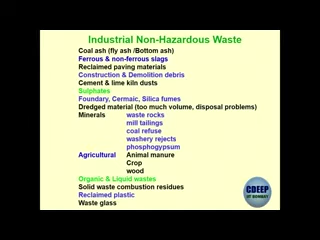 Industrial Non-Hazardous Waste
Coal ash (fly ash /Bottom ash)
Ferrous & non-ferrous slags
Reclaimed paving materials
Construction & Demolition debris
Cement & lime kiln dusts
Sulphates
Foundary, Cermaic, Silica fumes
Dredged material (too much volume, disposal problems)
Minerals waste rocks
mill tailings
coal refuse
washery rejects
phosphogypsum
Agricultural Animal manure
Crop
wood
Organic & Liquid wastes
Solid waste combustion residues
Reclaimed plastic
Waste glass
CDEEP
IIT BOMBAY